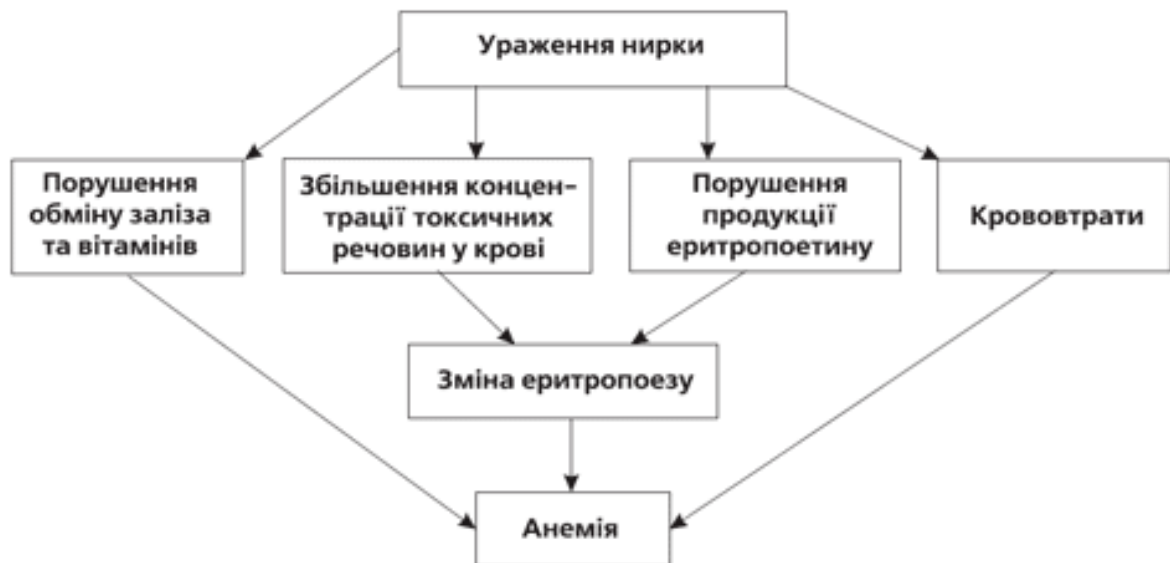 Ураження нирки
Порушення
обміну заліза
та вітамінів
Збільшення концен-
трації токсичних
речовин у крові
Порушення
продукції
еритропоетину
Крововтрати
Зміна еритропоезу
Анемія